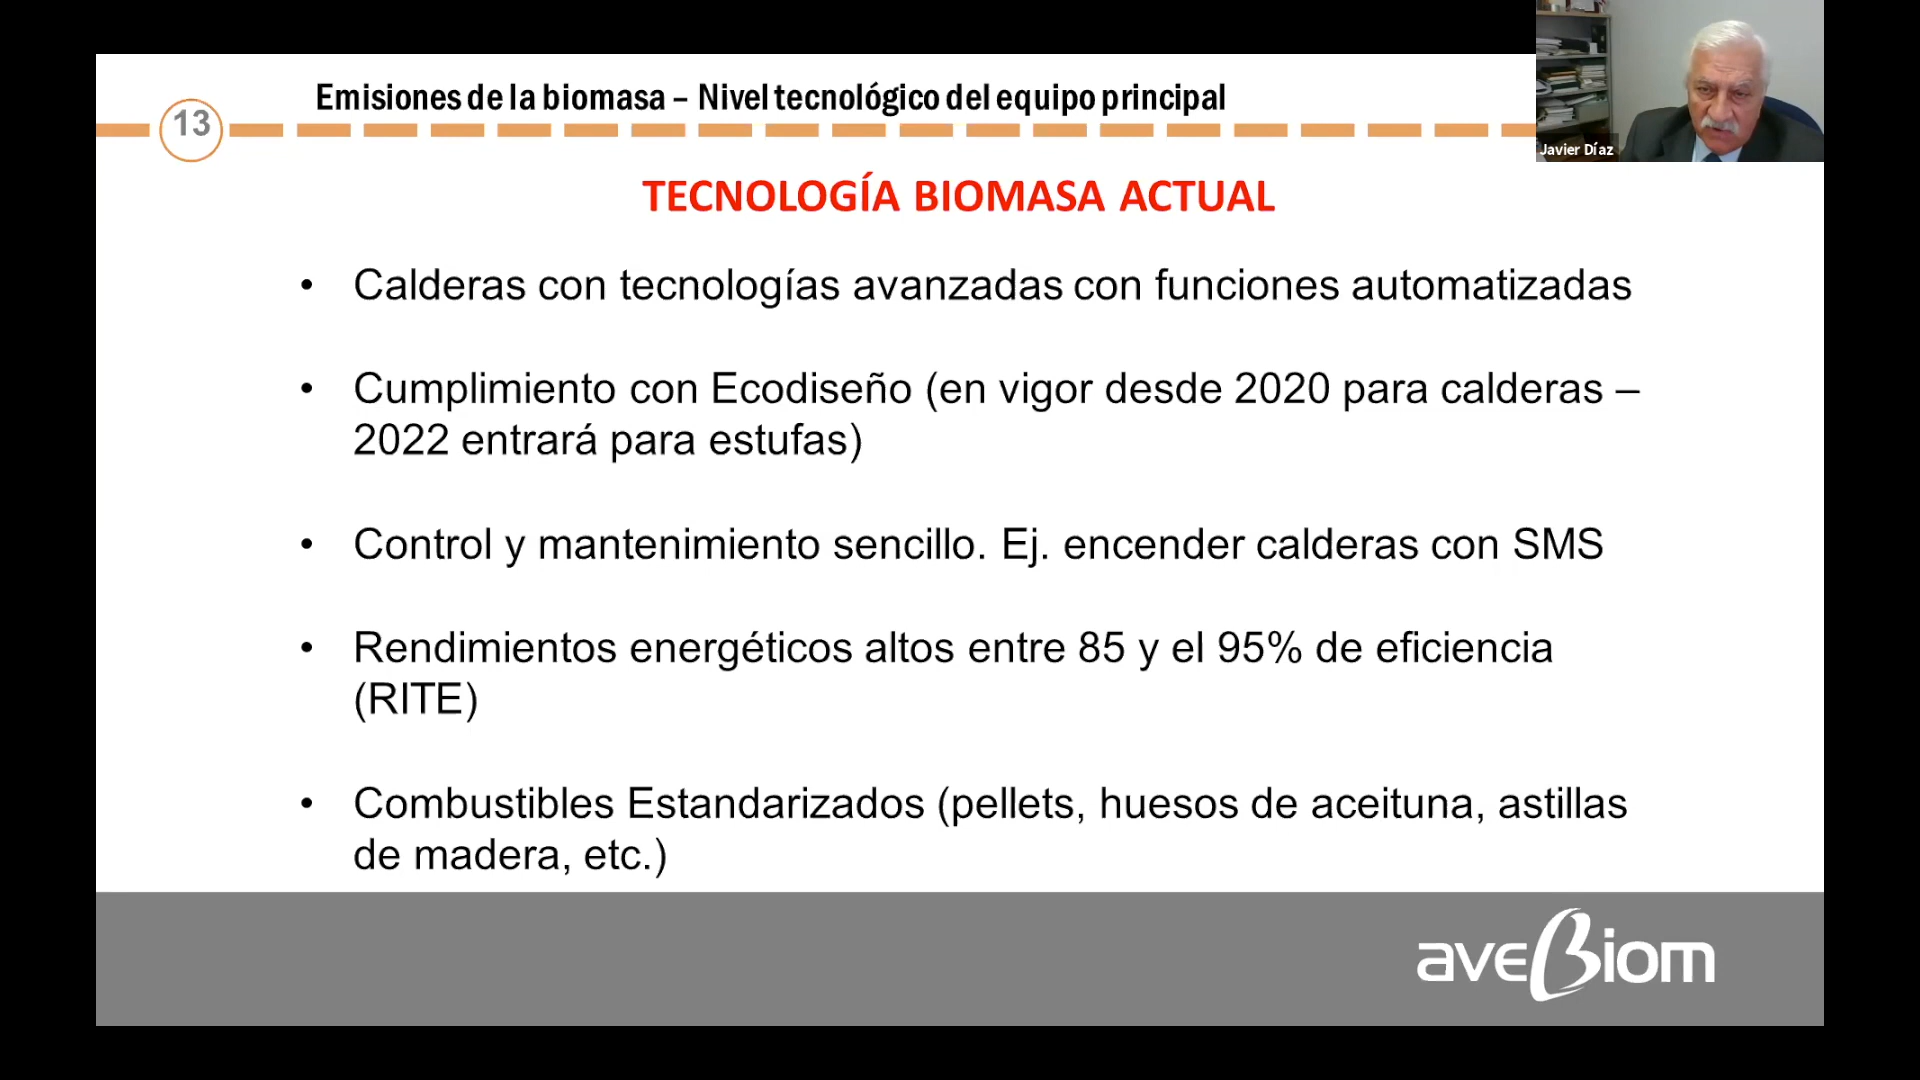 Emisiones de la biomasa – Nivel tecnológico del equipo principal
13
Javier Díaz
TECNOLOGÍA BIOMASA ACTUAL
• Calderas con tecnologías avanzadas con funciones automatizadas
• Cumplimiento con Ecodiseño (en vigor desde 2020 para calderas –
2022 entrará para estufas)
• Control y mantenimiento sencillo. Ej. encender calderas con SMS
• Rendimientos energéticos altos entre 85 y el 95% de eficiencia
(RITE)
• Combustibles Estandarizados (pellets, huesos de aceituna, astillas
de madera, etc.)
aveBiom